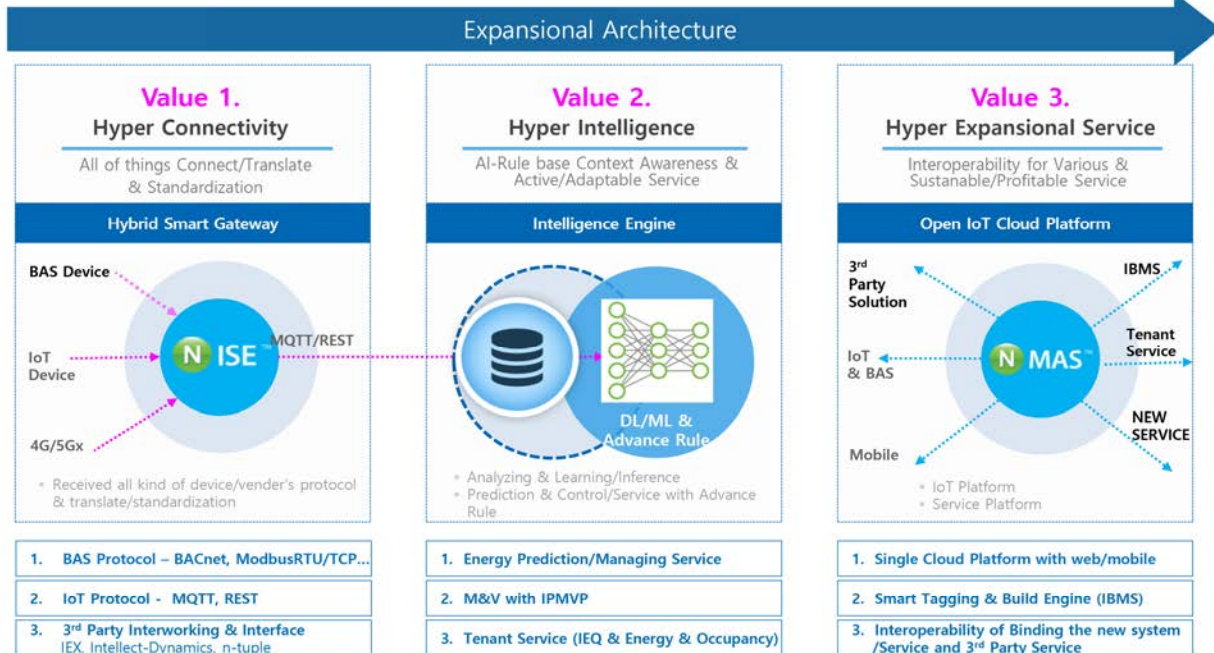 Expansional Architecture
Value 1.
Hyper Connectivity
All of things Connect/Translate
& Standardization
Hybrid Smart Gateway
BAS Device
IoT
Device
4G/5Gx
N ISE™
MQTT/REST
◦ Received all kind of device/vender's protocol
& translate/standardization
1. BAS Protocol – BACnet, ModbusRTU/TCP...
2. IoT Protocol - MQTT, REST
3. 3rd Party Interworking & Interface
IEX, Intellect-Dynamics, n-tuple
Value 2.
Hyper Intelligence
AI-Rule base Context Awareness &
Active/Adaptable Service
Intelligence Engine
DL/ML &
Advance Rule
◦ Analyzing & Learning/Inference
◦ Prediction & Control/Service with Advance
Rule
1. Energy Prediction/Managing Service
2. M&V with IPMVP
3. Tenant Service (IEQ & Energy & Occupancy)
Value 3.
Hyper Expansional Service
Interoperability for Various &
Sustanable/Profitable Service
Open IoT Cloud Platform
3rd
Party
Solution
IBMS
IoT
& BAS
N MAS™
Tenant
Service
Mobile
NEW
SERVICE
◦ IoT Platform
◦ Service Platform
1. Single Cloud Platform with web/mobile
2. Smart Tagging & Build Engine (IBMS)
3. Interoperability of Binding the new system
/Service and 3rd Party Service